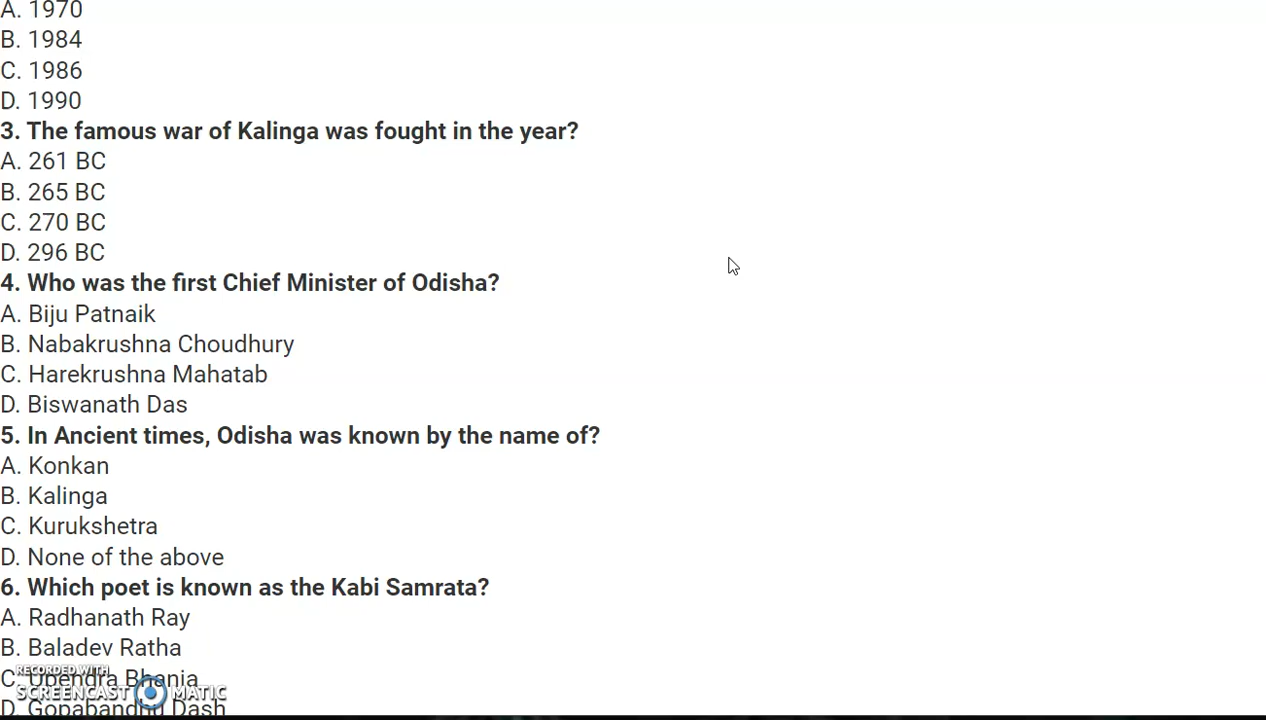 A. 1970
B. 1984
C. 1986
D. 1990
3. The famous war of Kalinga was fought in the year?
A. 261 BC
B. 265 BC
C. 270 BC
D. 296 BC
4. Who was the first Chief Minister of Odisha?
A. Biju Patnaik
B. Nabakrushna Choudhury
C. Harekrushna Mahatab
D. Biswanath Das
5. In Ancient times, Odisha was known by the name of?
A. Konkan
B. Kalinga
C. Kurukshetra
D. None of the above
6. Which poet is known as the Kabi Samrata?
A. Radhanath Ray
B. Baladev Ratha
C. Upendra Bhanja
RECORDED WITH
SCREENCAST MATIC
D. Gopabandhu Dash